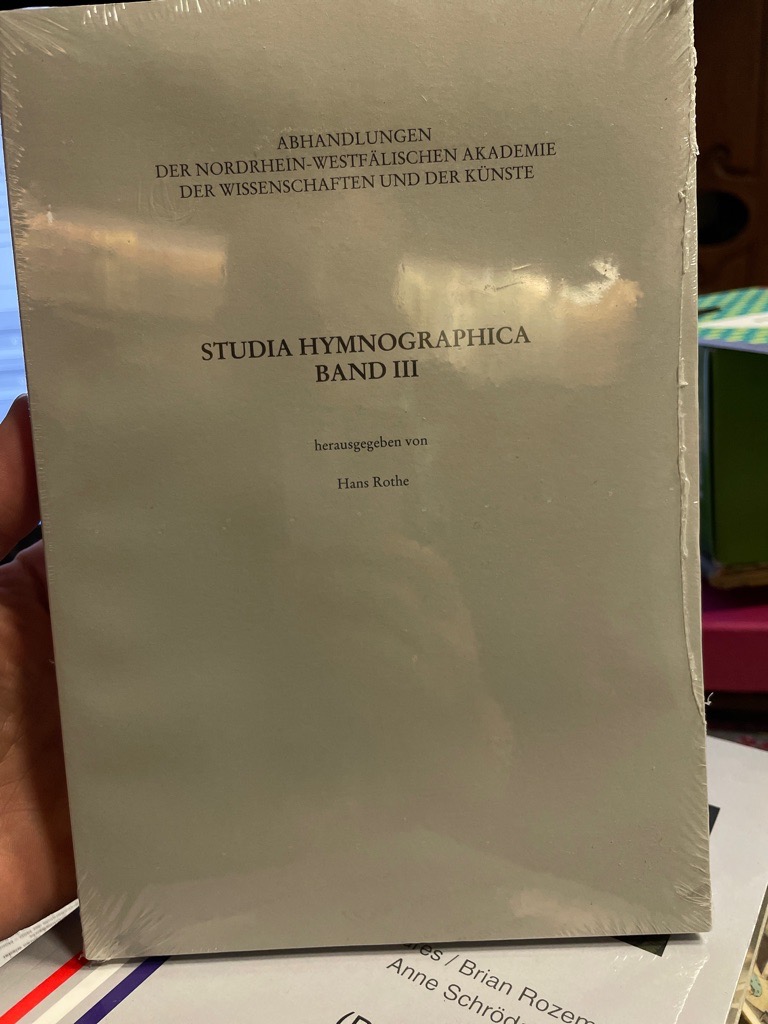 ABHANDLUNGEN
DER NORDRHEIN-WESTFÄLISCHEN AKADEMIE
DER WISSENSCHAFTEN UND DER KÜNSTE
STUDIA HYMNOGRAPHICA
BAND III
herausgegeben von
Hans Rothe
/ Brian
Anne